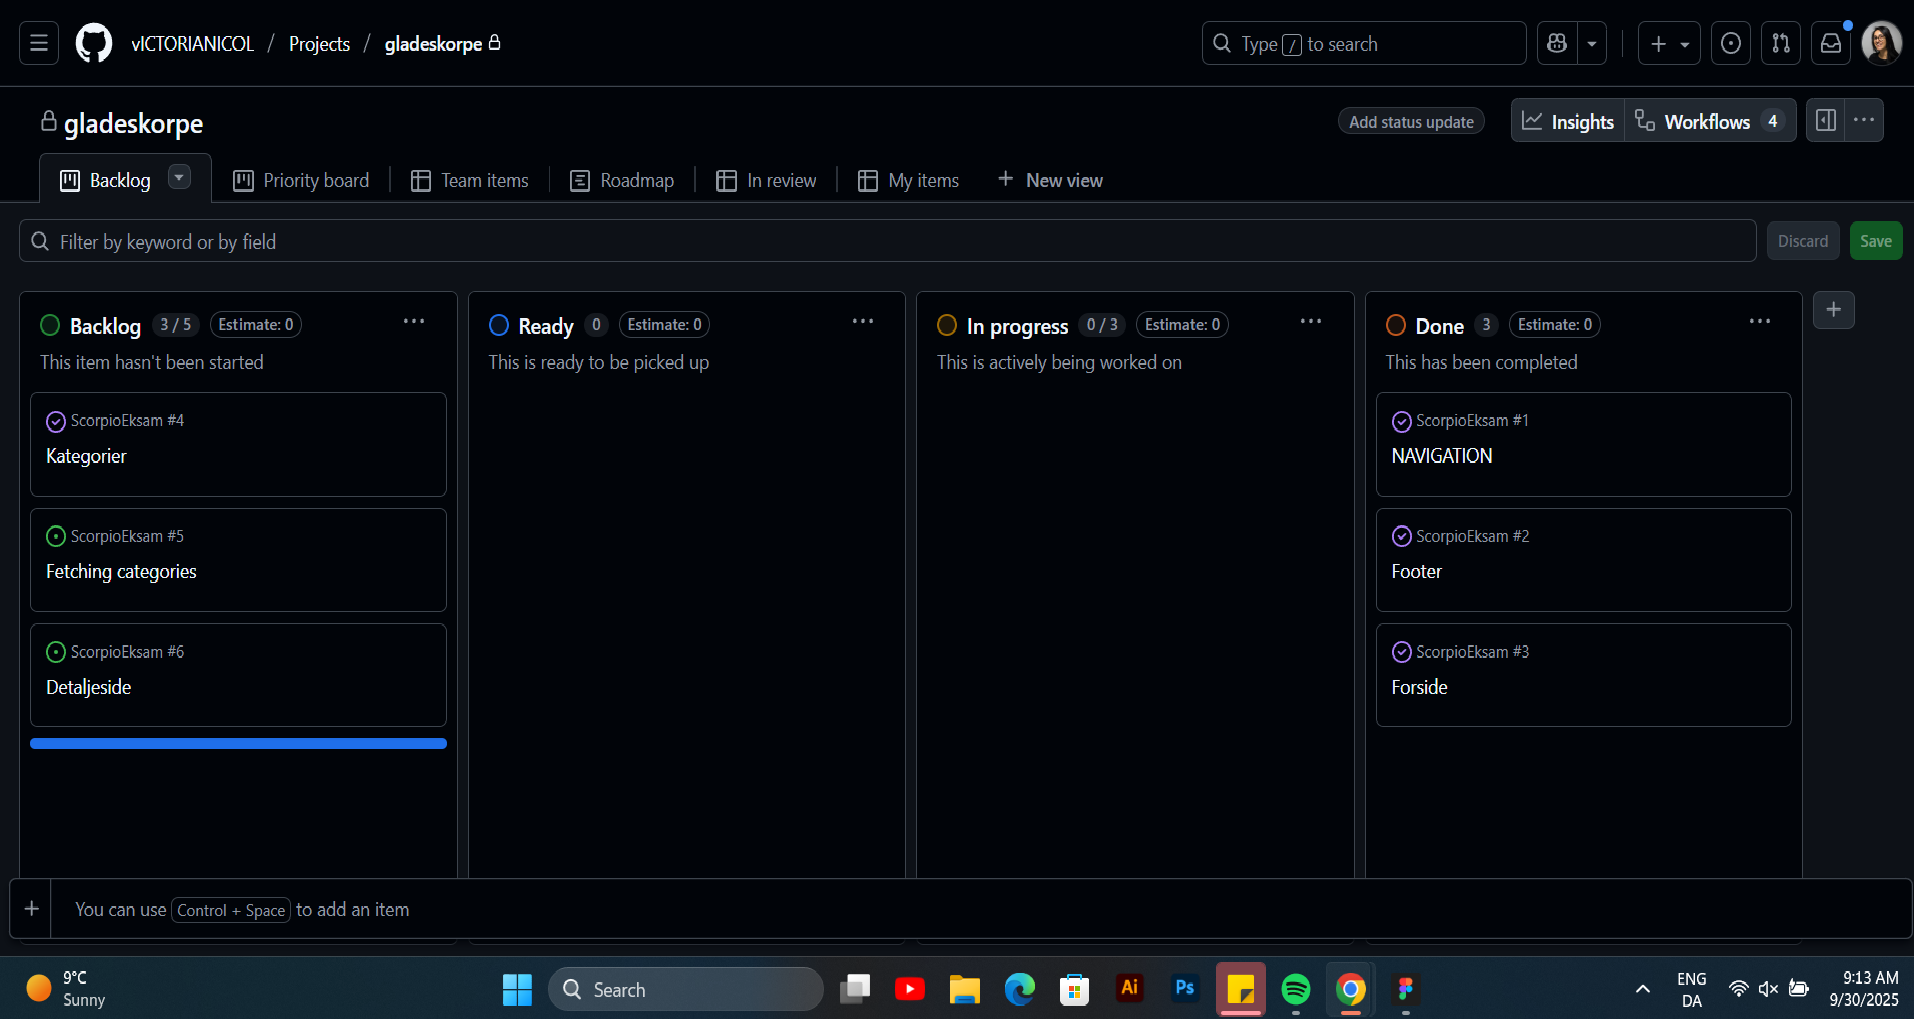 vICTORIANICOL / Projects / gladeskorpe
Type / to search
gladeskorpe
Add status update
Insights
Workflows 4
Backlog
Priority board
Team items
Roadmap
In review
My items
+ New view
Filter by keyword or by field
Discard
Save
Backlog 3 / 5 Estimate: 0
This item hasn't been started
ScorpioEksam #4
Kategorier
ScorpioEksam #5
Fetching categories
ScorpioEksam #6
Detaljeside
Ready 0 Estimate: 0
This is ready to be picked up
In progress 0 / 3 Estimate: 0
This is actively being worked on
Done 3 Estimate: 0
This has been completed
ScorpioEksam #1
NAVIGATION
ScorpioEksam #2
Footer
ScorpioEksam #3
Forside
You can use Control + Space to add an item
9°C
Sunny
Search
Ai
Ps
ENG
DA
9:13 AM
9/30/2025